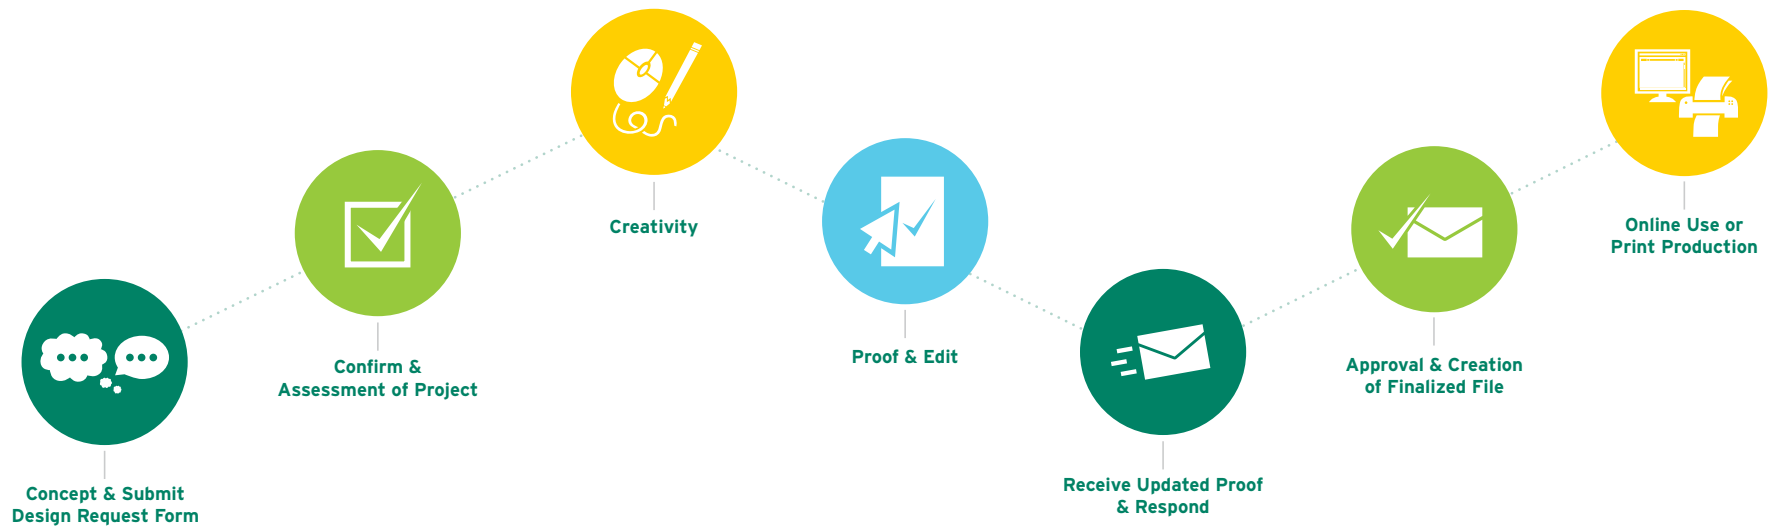 Concept & Submit
Design Request Form
Confirm &
Assessment of Project
Creativity
Proof & Edit
Receive Updated Proof
& Respond
Approval & Creation
of Finalized File
Online Use or
Print Production